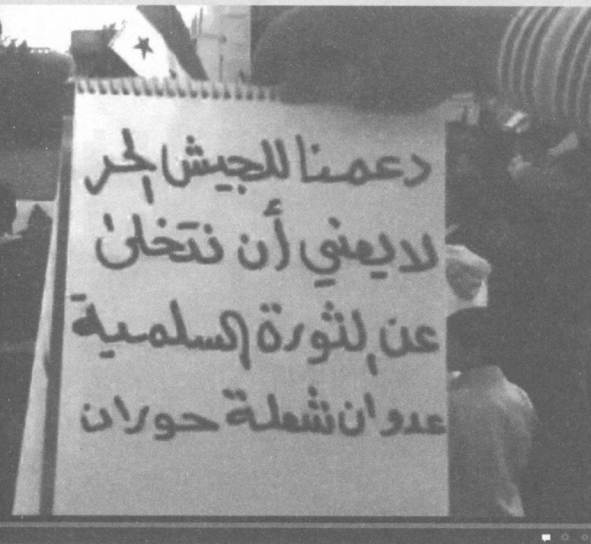 دعمنا للجيش الحر
لا يعني أن نتخلى
عن الثورة السلمية
عدوان شعلة حوران